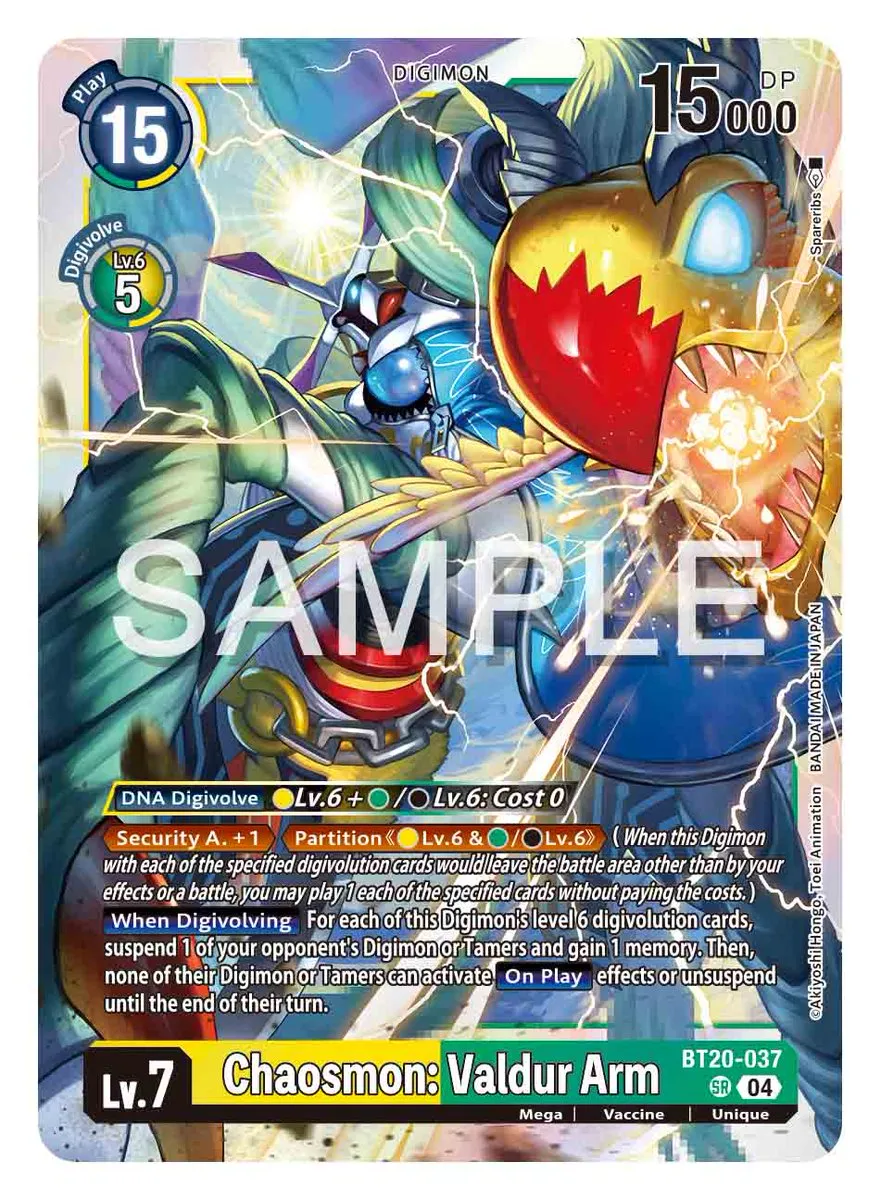 DIGIMON
Play
15
15000
DP
Digivolve
Lv.6
5
Spareribs
SAMPLE
DNA Digivolve Lv.6 + / Lv.6: Cost 0
Security A. +1 Partition《Lv.6 & / Lv.6》 (When this Digimon
with each of the specified digivolution cards would leave the battle area other than by your
effects or a battle, you may play 1 each of the specified cards without paying the costs.)
When Digivolving For each of this Digimon's level 6 digivolution cards,
suspend 1 of your opponent's Digimon or Tamers and gain 1 memory. Then,
none of their Digimon or Tamers can activate On Play effects or unsuspend
until the end of their turn.
©Akiyoshi Hongo, Toei Animation BANDAI MADE IN JAPAN
Lv.7
Chaosmon: Valdur Arm
BT20-037
SR 04
Mega | Vaccine | Unique